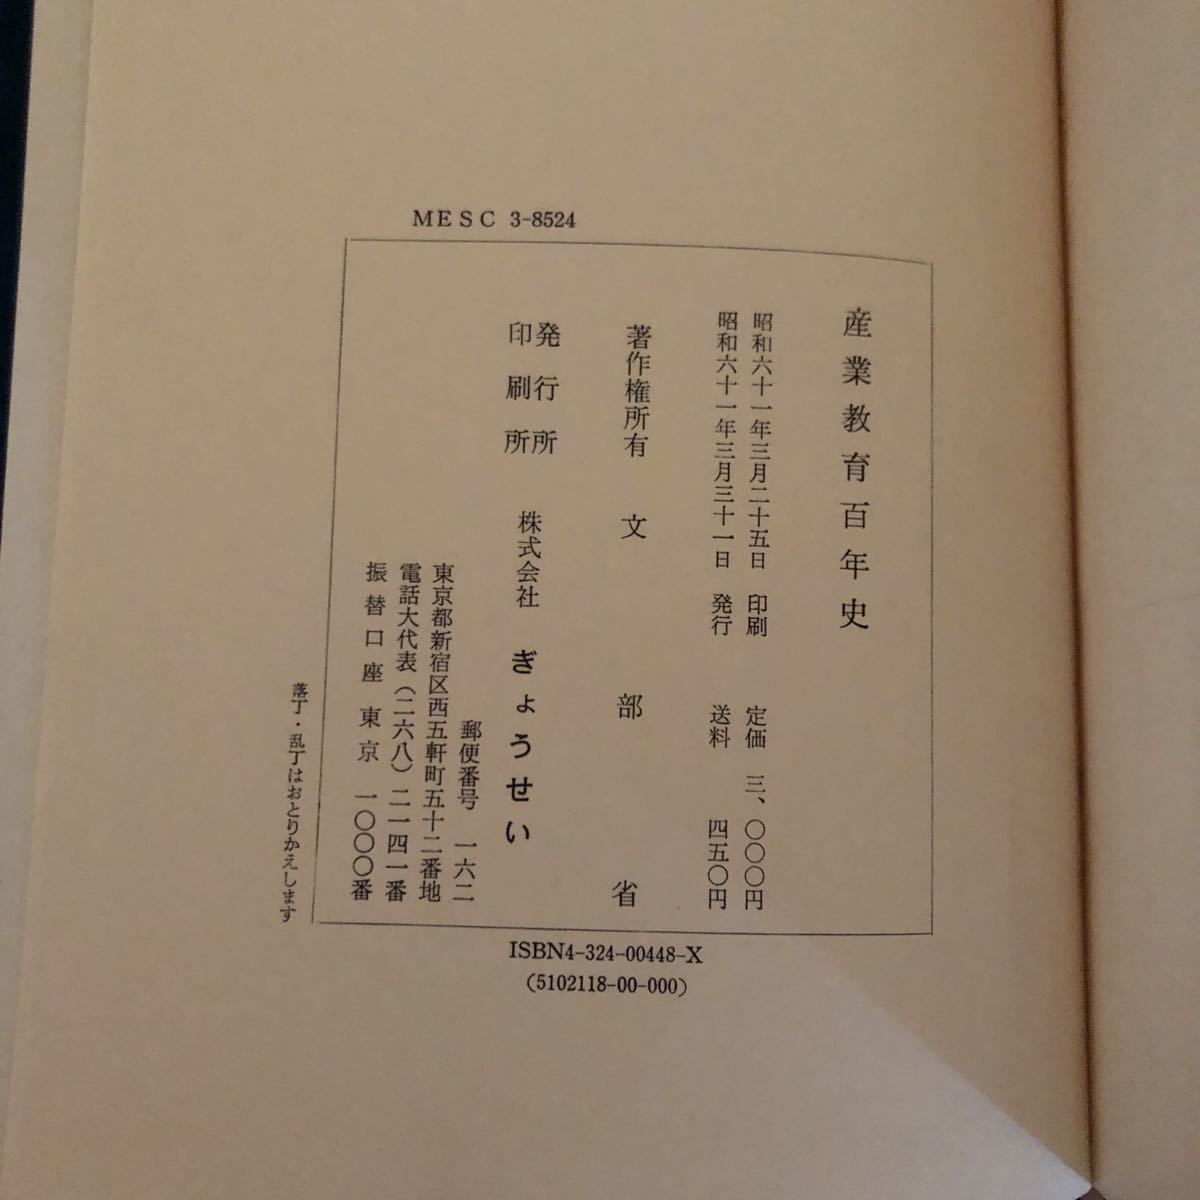 MESC 3-8524
産業教育百年史
昭和六十一年三月二十五日 印刷 定価 三、〇〇〇円
昭和六十一年三月三十一日 発行 送料 四五〇円
著作権所有 文部省
発行所
印刷所
株式会社 ぎょうせい
郵便番号 一六二
東京都新宿区西五軒町五十二番地
電話大代表(二六八)二一四一番
振替口座 東京 一〇〇〇番
落丁・乱丁はおとりかえします
ISBN4-324-00448-X
(5102118-00-000)